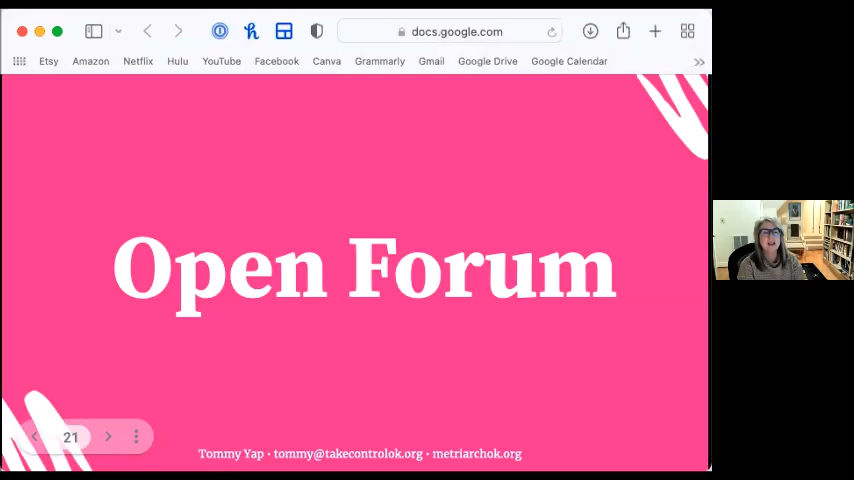 docs.google.com
Etsy Amazon Netflix Hulu YouTube Facebook Canva Grammarly Gmail Google Drive Google Calendar
Open Forum
21
Tommy Yap • tommy@takecontrolok.org • metriarchok.org